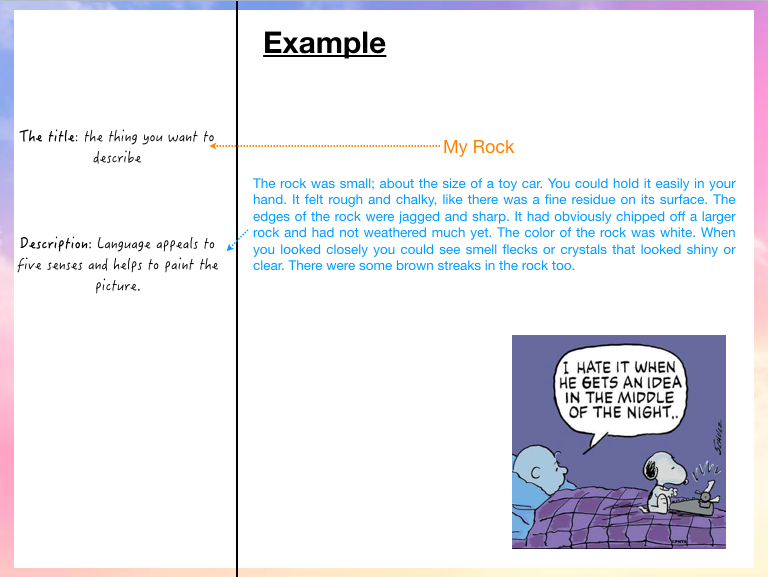 Example
The title: the thing you want to
describe
My Rock
The rock was small; about the size of a toy car. You could hold it easily in your
hand. It felt rough and chalky, like there was a fine residue on its surface. The
edges of the rock were jagged and sharp. It had obviously chipped off a larger
rock and had not weathered much yet. The color of the rock was white. When
you looked closely you could see smell flecks or crystals that looked shiny or
clear. There were some brown streaks in the rock too.
Description: Language appeals to
five senses and helps to paint the
picture.
I HATE IT WHEN
HE GETS AN IDEA
IN THE MIDDLE
OF THE NIGHT..
SCHULZ